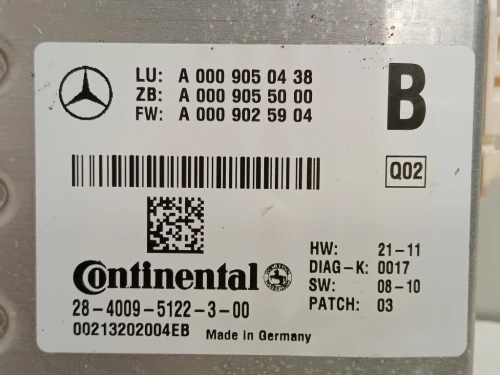 LU: A 000 905 04 38
ZB: A 000 905 50 00
FW: A 000 902 59 04
B
Q02
Continental
28-4009-5122-3-00
00213202004EB Made in Germany
HW: 21-11
DIAG-K: 0017
SW: 08-10
PATCH: 03